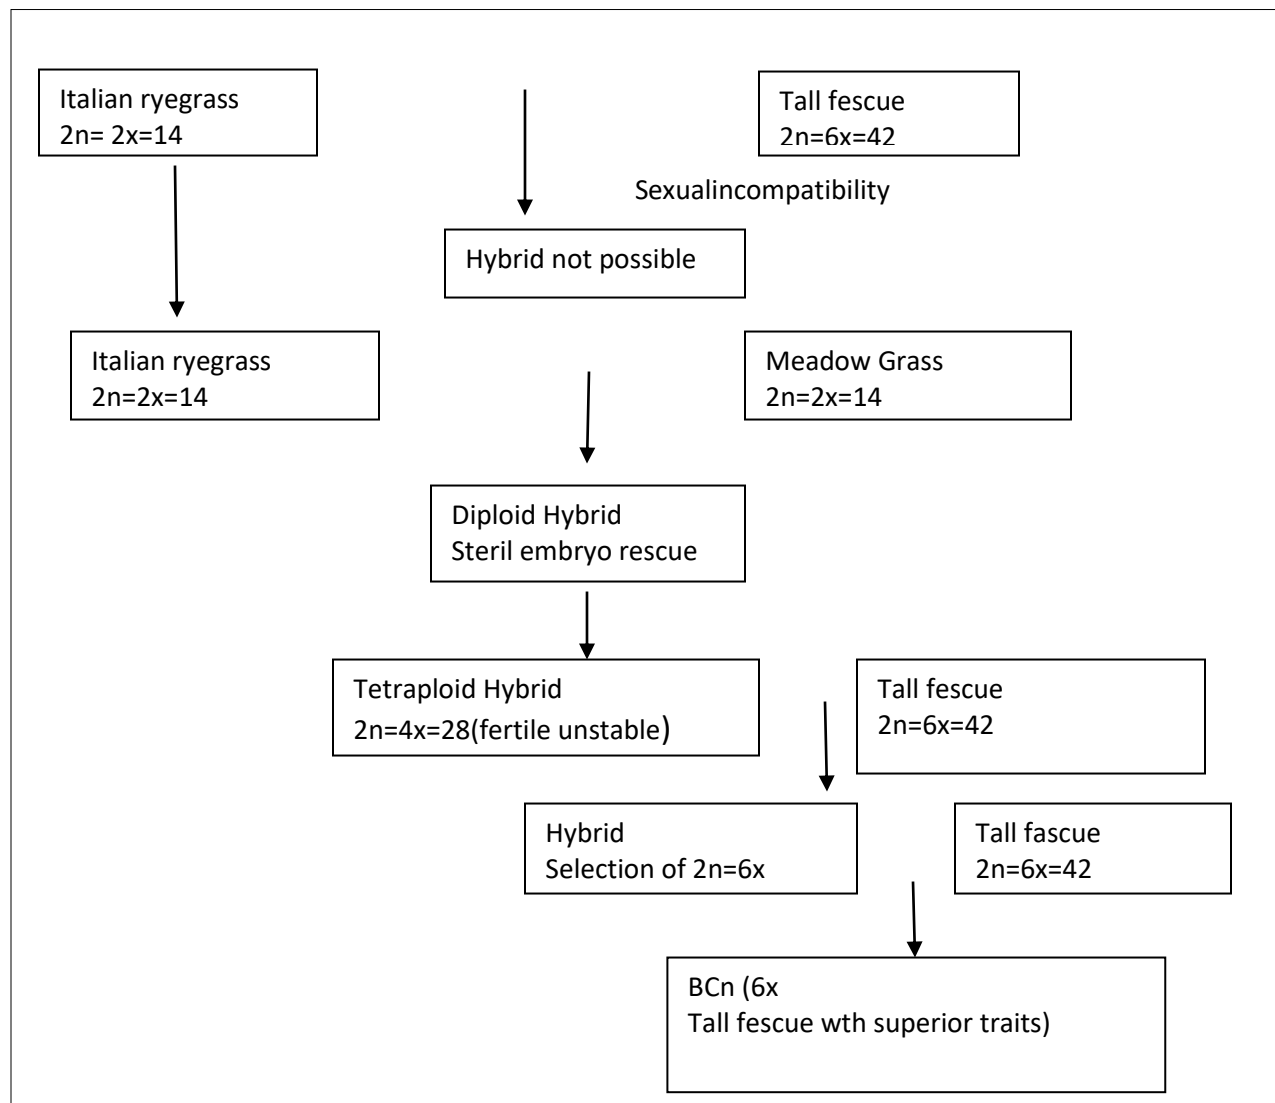 Italian ryegrass
2n= 2x=14
Tall fescue
2n=6x=42
Sexualincompatibility
Hybrid not possible
Italian ryegrass
2n=2x=14
Meadow Grass
2n=2x=14
Diploid Hybrid
Steril embryo rescue
Tetraploid Hybrid
2n=4x=28(fertile unstable)
Tall fescue
2n=6x=42
Hybrid
Selection of 2n=6x
Tall fascue
2n=6x=42
BCn (6x
Tall fescue wth superior traits)